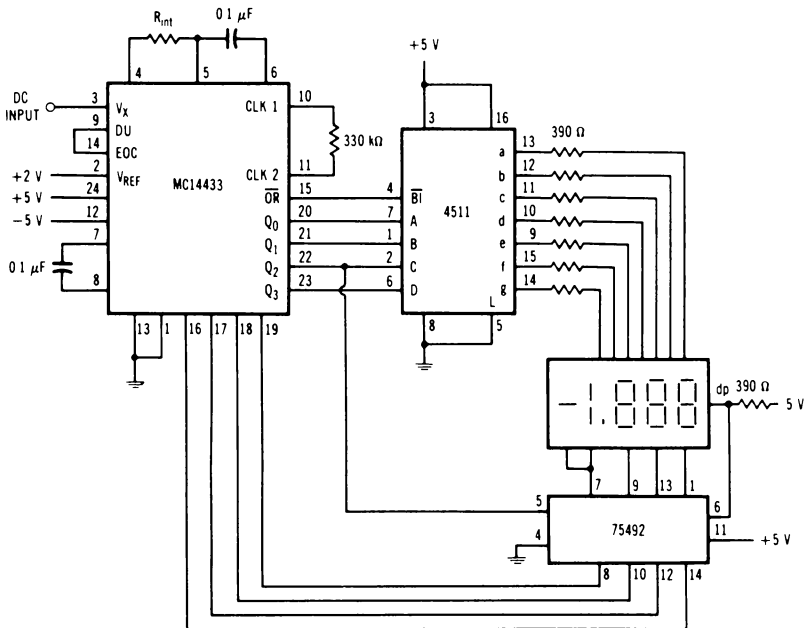 R int
0 1 μF
4
5
6
+5 V
DC INPUT
3
V X
CLK 1
10
9
DU
14
EOC
330 kΩ
MC14433
2
V REF
CLK 2
11
+2 V
+5 V
24
-5 V
12
7
0 1 μF
8
OR
15
Q0
20
Q1
21
Q2
22
Q3
23
13
1
16
17
18
19
3
16
4
BI
7
A
1
B
2
C
6
D
4511
a
13
390 Ω
b
12
c
11
d
10
e
9
f
15
g
14
L
8
5
-1.888
dp
390 Ω
5 V
7
9
13
1
5
4
75492
6
11
+5 V
8
10
12
14